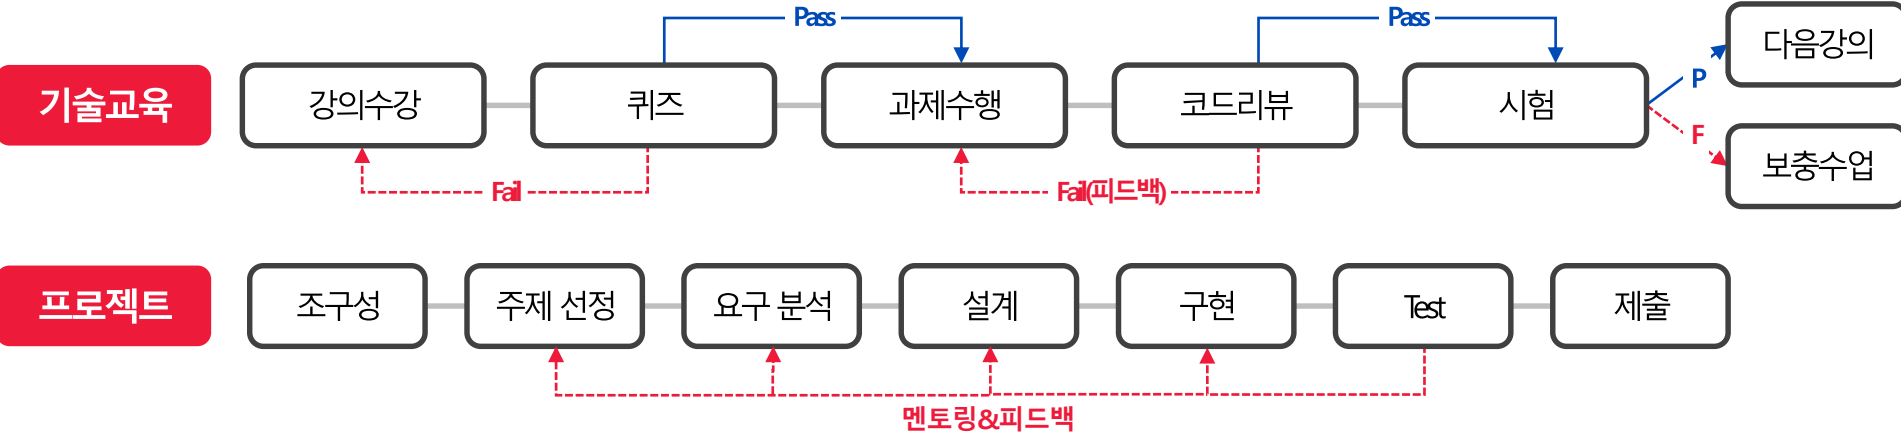 Pass
Pass
다음강의
기술교육
강의수강
퀴즈
과제수행
코드리뷰
시험
P
F
보충수업
Fail
Fail(피드백)
프로젝트
조구성
주제 선정
요구 분석
설계
구현
Test
제출
멘토링&피드백